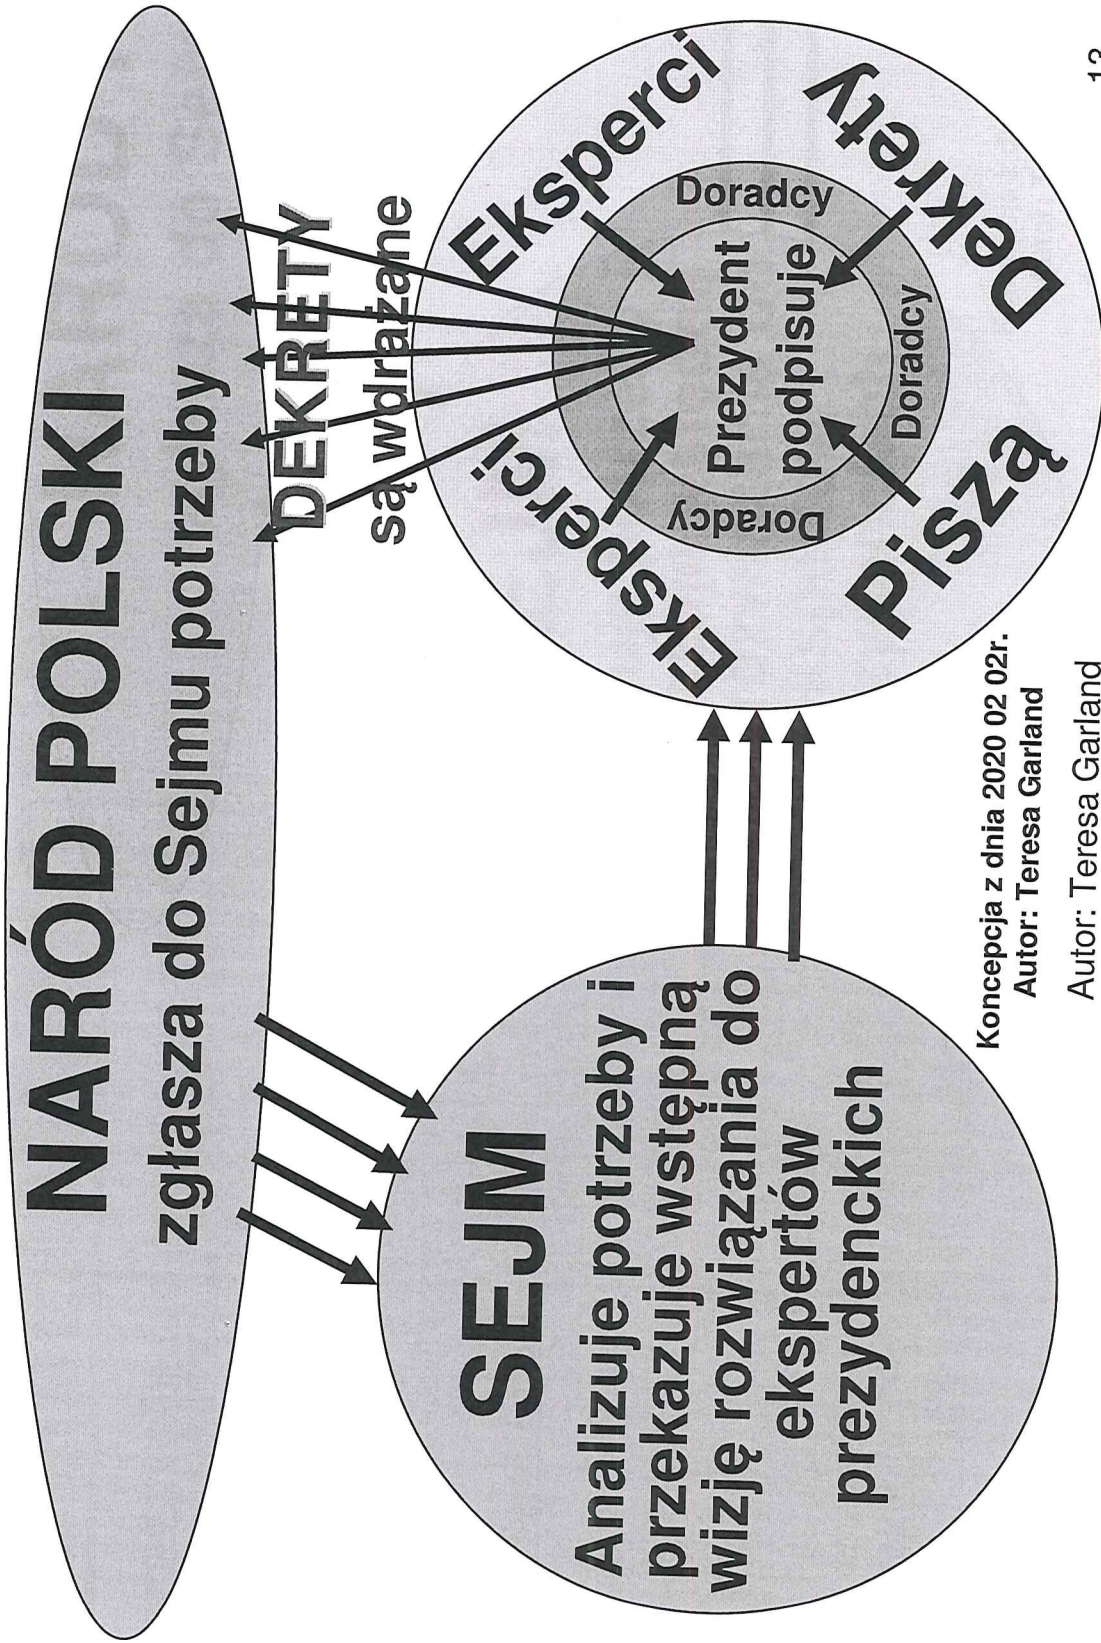 NARÓD POLSKI
zgłasza do Sejmu potrzeby
SEJM
Analizuje potrzeby i
przekazuje wstępną
wizję rozwiązania do
ekspertów
prezydenckich
DEKRETY
są wdrażane
Eksperci
Eksperci
Piszą
Dekrety
Doradcy
Doradcy
Doradcy
Prezydent
podpisuje
Koncepcja z dnia 2020 02 02r.
Autor: Teresa Garland
Autor: Teresa Garland